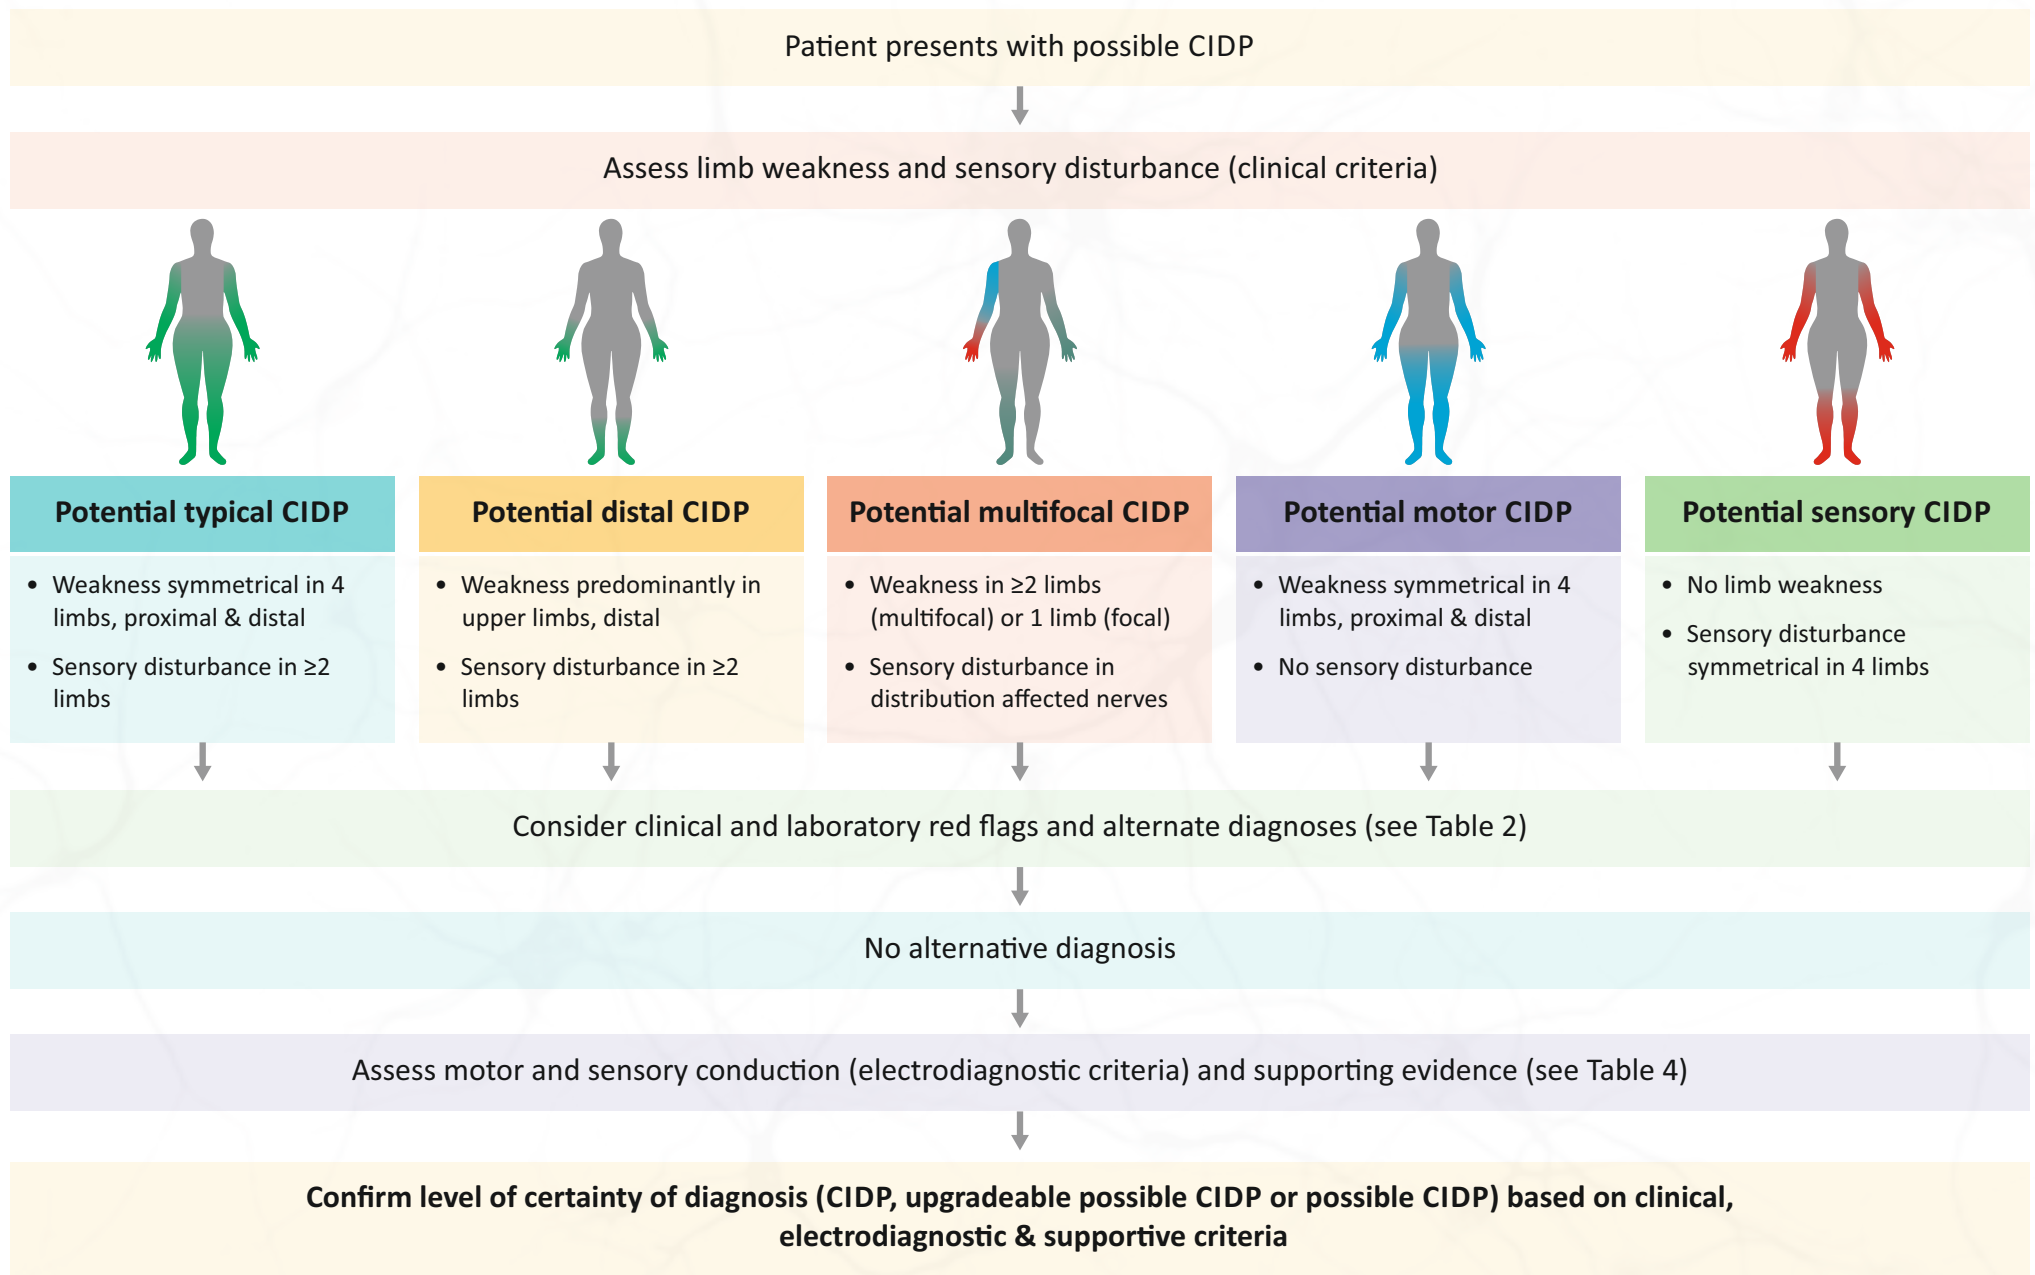 Patient presents with possible CIDP
Assess limb weakness and sensory disturbance (clinical criteria)
Potential typical CIDP
• Weakness symmetrical in 4
limbs, proximal & distal
• Sensory disturbance in ≥2
limbs
Potential distal CIDP
• Weakness predominantly in
upper limbs, distal
• Sensory disturbance in ≥2
limbs
Potential multifocal CIDP
• Weakness in ≥2 limbs
(multifocal) or 1 limb (focal)
• Sensory disturbance in
distribution affected nerves
Potential motor CIDP
• Weakness symmetrical in 4
limbs, proximal & distal
• No sensory disturbance
Potential sensory CIDP
• No limb weakness
• Sensory disturbance
symmetrical in 4 limbs
Consider clinical and laboratory red flags and alternate diagnoses (see Table 2)
No alternative diagnosis
Assess motor and sensory conduction (electrodiagnostic criteria) and supporting evidence (see Table 4)
Confirm level of certainty of diagnosis (CIDP, upgradeable possible CIDP or possible CIDP) based on clinical,
electrodiagnostic & supportive criteria